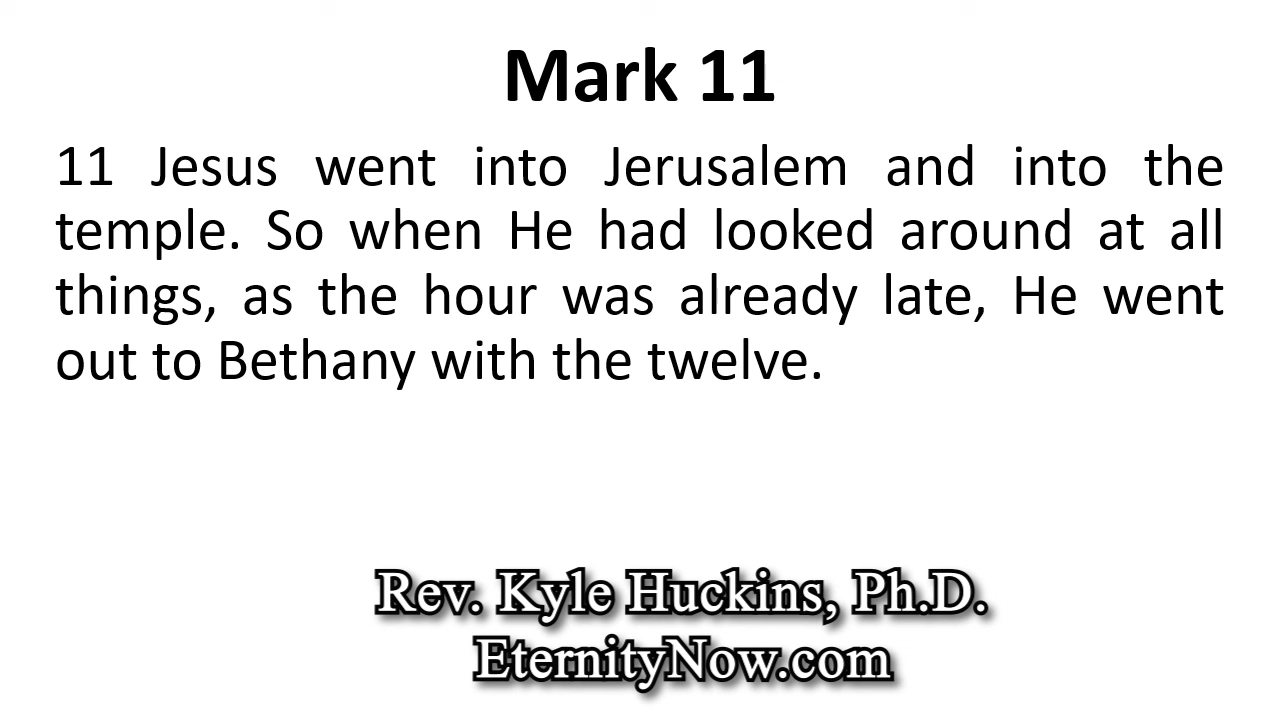 Mark 11
11 Jesus went into Jerusalem and into the
temple. So when He had looked around at all
things, as the hour was already late, He went
out to Bethany with the twelve.
Rev. Kyle Huckins, Ph.D.
EternityNow.com